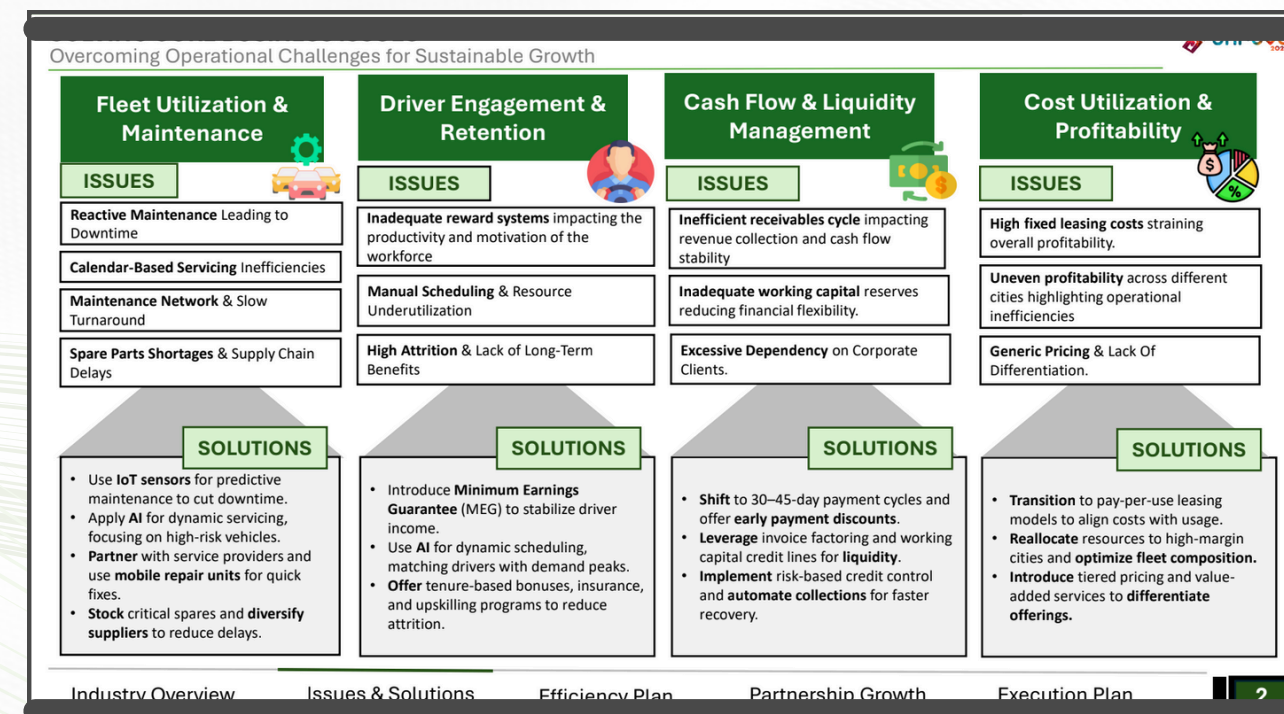 Overcoming Operational Challenges for Sustainable Growth
Fleet Utilization &
Maintenance
ISSUES
Reactive Maintenance Leading to
Downtime
Calendar-Based Servicing Inefficiencies
Maintenance Network & Slow
Turnaround
Spare Parts Shortages & Supply Chain
Delays
SOLUTIONS
• Use IoT sensors for predictive
maintenance to cut downtime.
• Apply AI for dynamic servicing,
focusing on high-risk vehicles.
• Partner with service providers and
use mobile repair units for quick
fixes.
• Stock critical spares and diversify
suppliers to reduce delays.
Driver Engagement &
Retention
ISSUES
Inadequate reward systems impacting the
productivity and motivation of the
workforce
Manual Scheduling & Resource
Underutilization
High Attrition & Lack of Long-Term
Benefits
SOLUTIONS
• Introduce Minimum Earnings
Guarantee (MEG) to stabilize driver
income.
• Use AI for dynamic scheduling,
matching drivers with demand peaks.
• Offer tenure-based bonuses, insurance,
and upskilling programs to reduce
attrition.
Cash Flow & Liquidity
Management
ISSUES
Inefficient receivables cycle impacting
revenue collection and cash flow
stability
Inadequate working capital reserves
reducing financial flexibility.
Excessive Dependency on Corporate
Clients.
SOLUTIONS
• Shift to 30–45-day payment cycles and
offer early payment discounts.
• Leverage invoice factoring and working
capital credit lines for liquidity.
• Implement risk-based credit control
and automate collections for faster
recovery.
Cost Utilization &
Profitability
ISSUES
High fixed leasing costs straining
overall profitability.
Uneven profitability across different
cities highlighting operational
inefficiencies
Generic Pricing & Lack Of
Differentiation.
SOLUTIONS
• Transition to pay-per-use leasing
models to align costs with usage.
• Reallocate resources to high-margin
cities and optimize fleet composition.
• Introduce tiered pricing and value-
added services to differentiate
offerings.
Industry Overview
Issues & Solutions
Efficiency Plan
Partnership Growth
Execution Plan
2